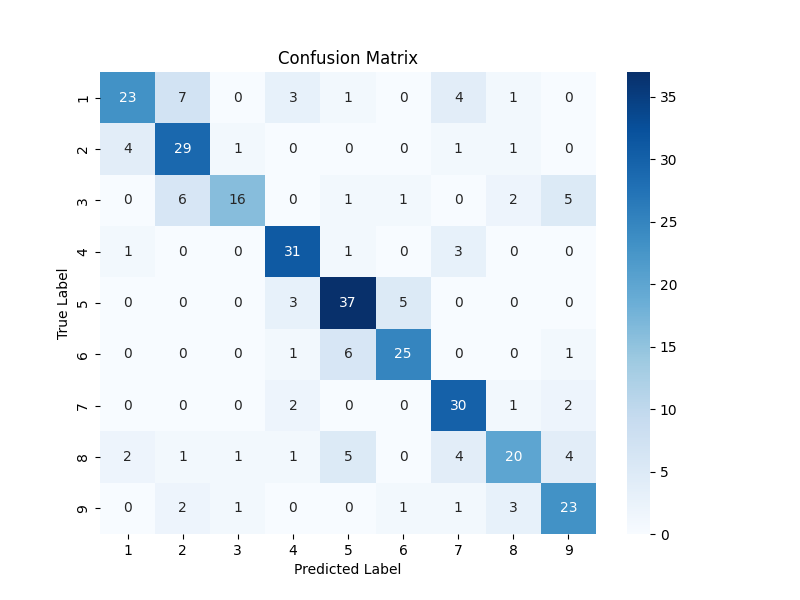 Confusion Matrix
1 23 7 0 3 1 0 4 1 0
2 4 29 1 0 0 0 1 1 0
3 0 6 16 0 1 1 0 2 5
4 1 0 0 31 1 0 3 0 0
5 0 0 0 3 37 5 0 0 0
6 0 0 0 1 6 25 0 0 1
7 0 0 0 2 0 0 30 1 2
8 2 1 1 1 5 0 4 20 4
9 0 2 1 0 0 1 1 3 23
1 2 3 4 5 6 7 8 9
Predicted Label
True Label
35
30
25
20
15
10
5
0